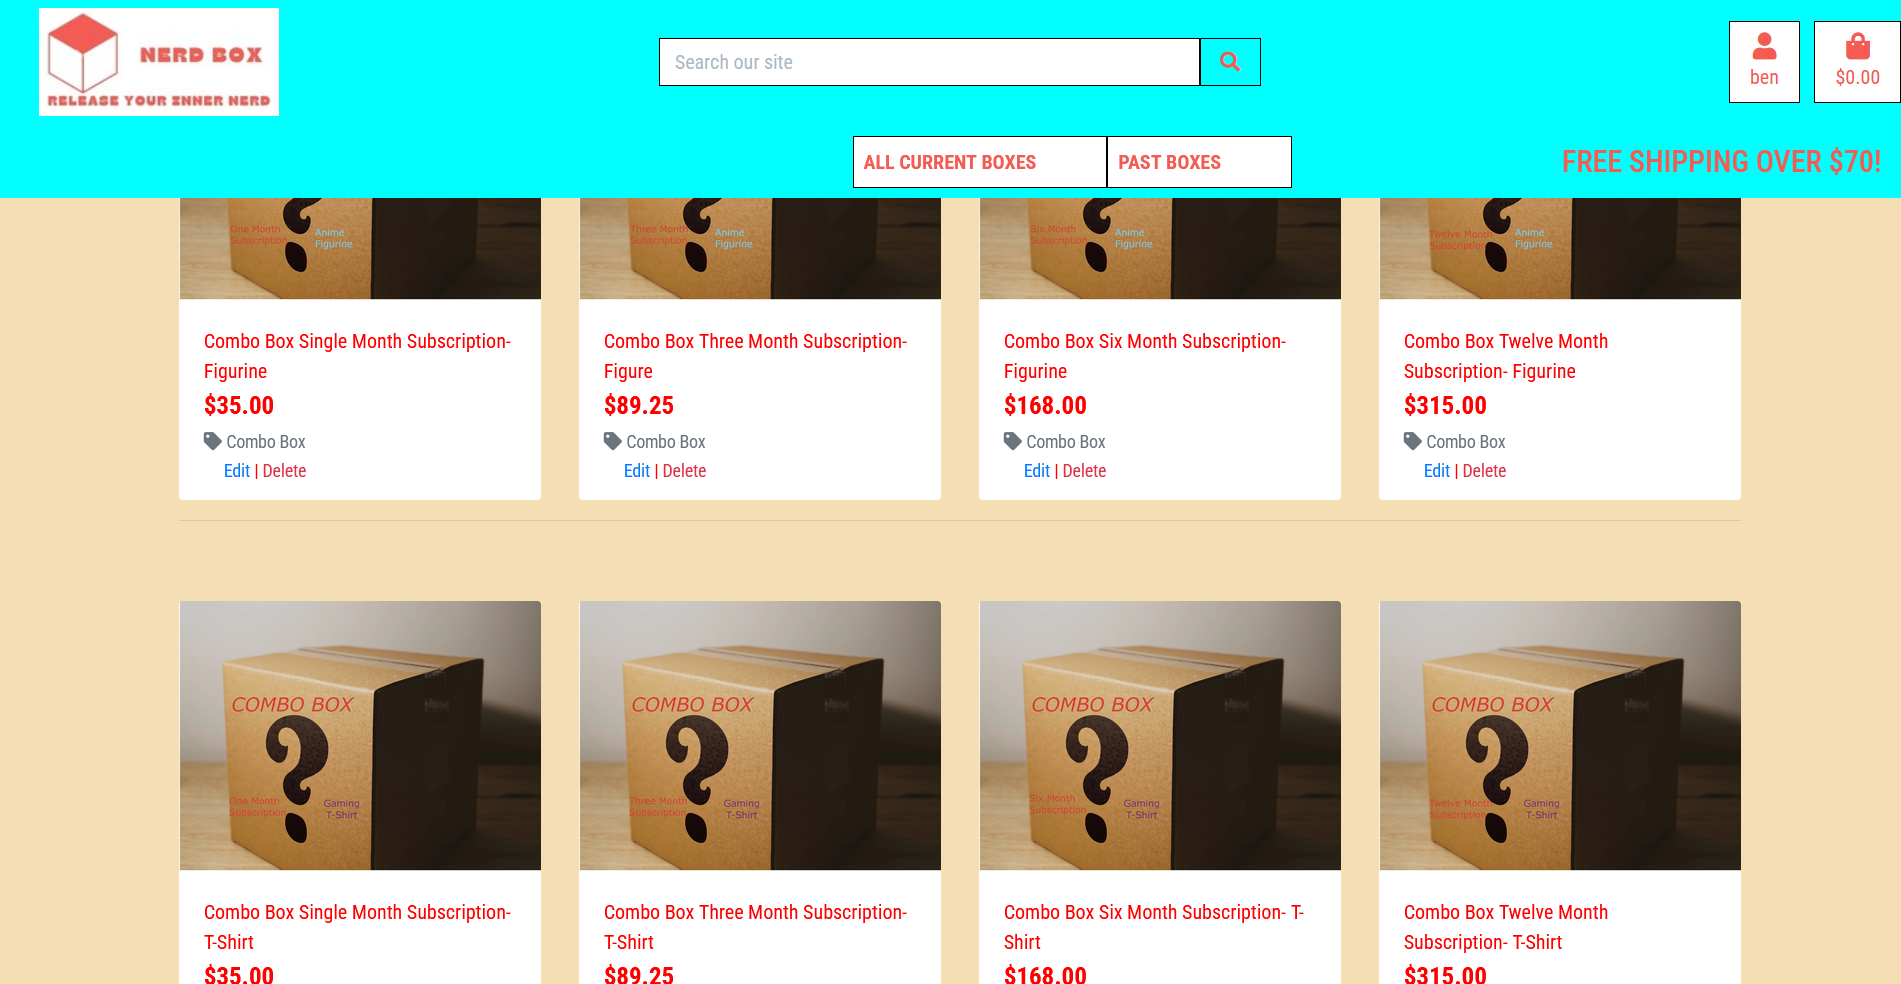 NERD BOX
RELEASE YOUR INNER NERD
Search our site
ben
$0.00
ALL CURRENT BOXES
PAST BOXES
FREE SHIPPING OVER $70!
One Month
Subscription
Anime
Figurine
Three Month
Subscription
Anime
Figurine
Six Month
Subscription
Anime
Figurine
Twelve Month
Subscription
Anime
Figurine
Combo Box Single Month Subscription-
Figurine
$35.00
Combo Box
Edit | Delete
Combo Box Three Month Subscription-
Figure
$89.25
Combo Box
Edit | Delete
Combo Box Six Month Subscription-
Figurine
$168.00
Combo Box
Edit | Delete
Combo Box Twelve Month
Subscription- Figurine
$315.00
Combo Box
Edit | Delete
COMBO BOX
?
One Month
Subscription
Gaming
T-Shirt
COMBO BOX
?
Three Month
Subscription
Gaming
T-Shirt
COMBO BOX
?
Six Month
Subscription
Gaming
T-Shirt
COMBO BOX
?
Twelve Month
Subscription
Gaming
T-Shirt
Combo Box Single Month Subscription-
T-Shirt
$35.00
Combo Box Three Month Subscription-
T-Shirt
$89.25
Combo Box Six Month Subscription- T-
Shirt
$168.00
Combo Box Twelve Month
Subscription- T-Shirt
$315.00